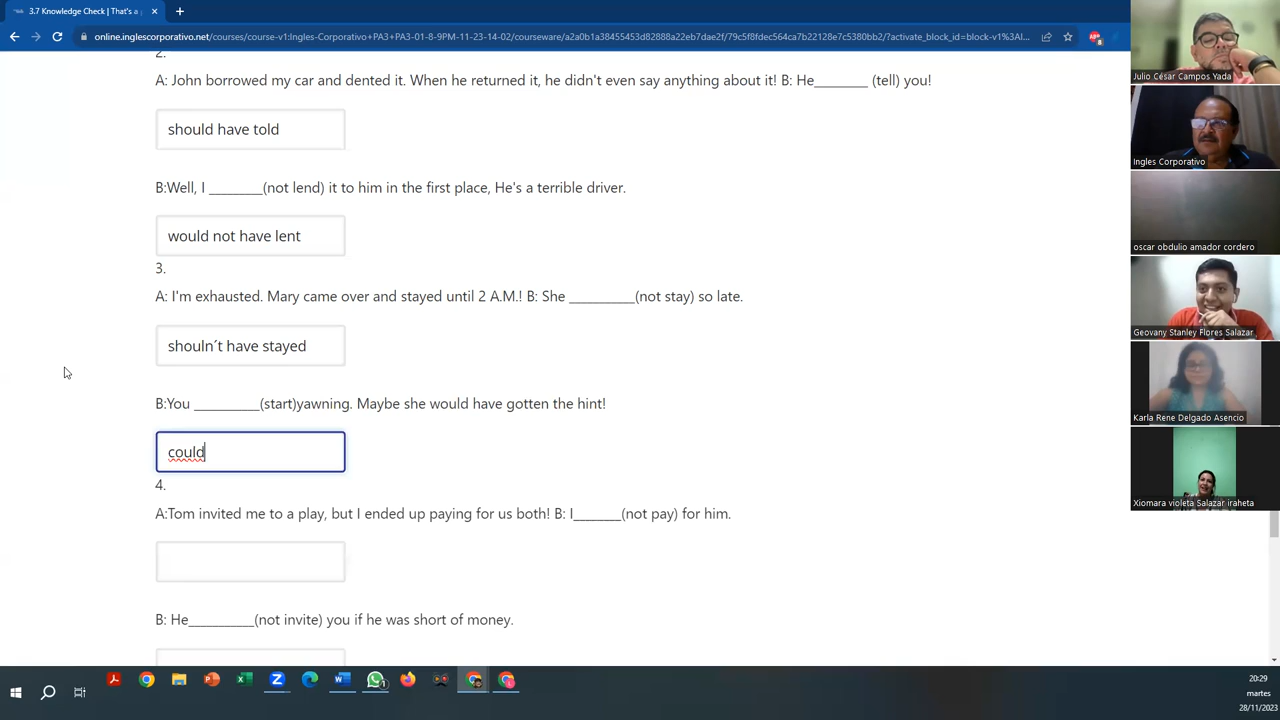 3.7 Knowledge Check | That's a
online.inglescorporativo.net/courses/course-v1:Ingles-Corporativo+PA3+PA3-01-8-9PM-11-23-14-02/courseware/a2a0b1a38455453d82888a22eb7dae2f/79c5f8fdec564ca7b22128e7c5380bb2/?activate_block_id=block-v1%3AI...
2.
A: John borrowed my car and dented it. When he returned it, he didn't even say anything about it! B: He________ (tell) you!
should have told
B:Well, I ________(not lend) it to him in the first place, He's a terrible driver.
would not have lent
3.
A: I'm exhausted. Mary came over and stayed until 2 A.M.! B: She __________(not stay) so late.
shouln´t have stayed
B:You __________(start)yawning. Maybe she would have gotten the hint!
could
4.
A:Tom invited me to a play, but I ended up paying for us both! B: I_______(not pay) for him.
B: He__________(not invite) you if he was short of money.
Julio César Campos Yada
Ingles Corporativo
oscar obdulio amador cordero
Geovany Stanley Flores Salazar
Karla Rene Delgado Asencio
Xiomara violeta Salazar iraheta
20:29
martes
28/11/2023